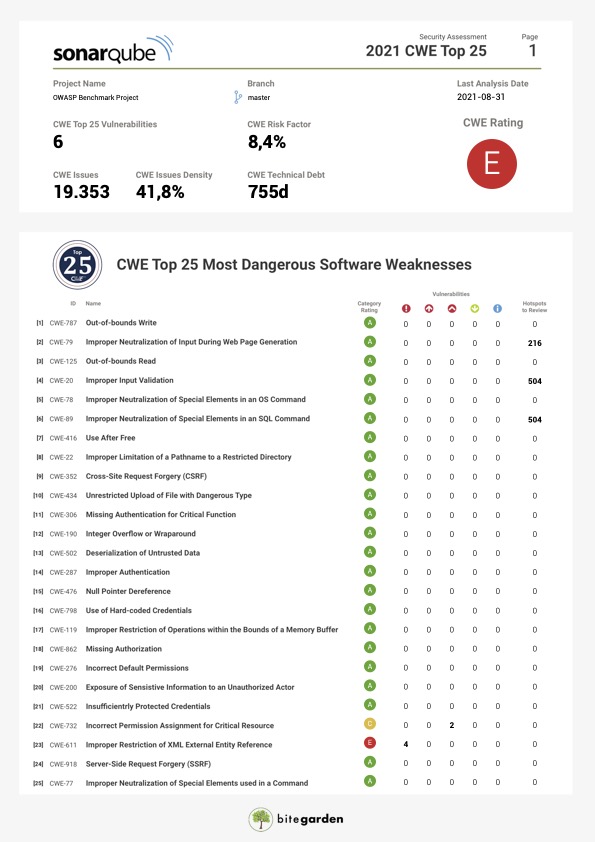 sonarqube
Security Assessment Page
2021 CWE Top 25 1
Project Name Branch Last Analysis Date
OWASP Benchmark Project master 2021-08-31
CWE Top 25 Vulnerabilities CWE Risk Factor CWE Rating
6 8,4% E
CWE Issues CWE Issues Density CWE Technical Debt
19.353 41,8% 755d
Top 25 CWE CWE Top 25 Most Dangerous Software Weaknesses
Vulnerabilities
ID Name Category Rating Hotspots to Review
[1] CWE-787 Out-of-bounds Write A 0 0 0 0 0 0
[2] CWE-79 Improper Neutralization of Input During Web Page Generation A 0 0 0 0 0 216
[3] CWE-125 Out-of-bounds Read A 0 0 0 0 0 0
[4] CWE-20 Improper Input Validation A 0 0 0 0 0 504
[5] CWE-78 Improper Neutralization of Special Elements in an OS Command A 0 0 0 0 0 0
[6] CWE-89 Improper Neutralization of Special Elements in an SQL Command A 0 0 0 0 0 504
[7] CWE-416 Use After Free A 0 0 0 0 0 0
[8] CWE-22 Improper Limitation of a Pathname to a Restricted Directory A 0 0 0 0 0 0
[9] CWE-352 Cross-Site Request Forgery (CSRF) A 0 0 0 0 0 0
[10] CWE-434 Unrestricted Upload of File with Dangerous Type A 0 0 0 0 0 0
[11] CWE-306 Missing Authentication for Critical Function A 0 0 0 0 0 0
[12] CWE-190 Integer Overflow or Wraparound A 0 0 0 0 0 0
[13] CWE-502 Deserialization of Untrusted Data A 0 0 0 0 0 0
[14] CWE-287 Improper Authentication A 0 0 0 0 0 0
[15] CWE-476 Null Pointer Dereference A 0 0 0 0 0 0
[16] CWE-798 Use of Hard-coded Credentials A 0 0 0 0 0 0
[17] CWE-119 Improper Restriction of Operations within the Bounds of a Memory Buffer A 0 0 0 0 0 0
[18] CWE-862 Missing Authorization A 0 0 0 0 0 0
[19] CWE-276 Incorrect Default Permissions A 0 0 0 0 0 0
[20] CWE-200 Exposure of Sensistive Information to an Unauthorized Actor A 0 0 0 0 0 0
[21] CWE-522 Insufficientrly Protected Credentials A 0 0 0 0 0 0
[22] CWE-732 Incorrect Permission Assignment for Critical Resource C 0 0 2 0 0 0
[23] CWE-611 Improper Restriction of XML External Entity Reference E 4 0 0 0 0 0
[24] CWE-918 Server-Side Request Forgery (SSRF) A 0 0 0 0 0 0
[25] CWE-77 Improper Neutralization of Special Elements used in a Command A 0 0 0 0 0 0
bitegarden